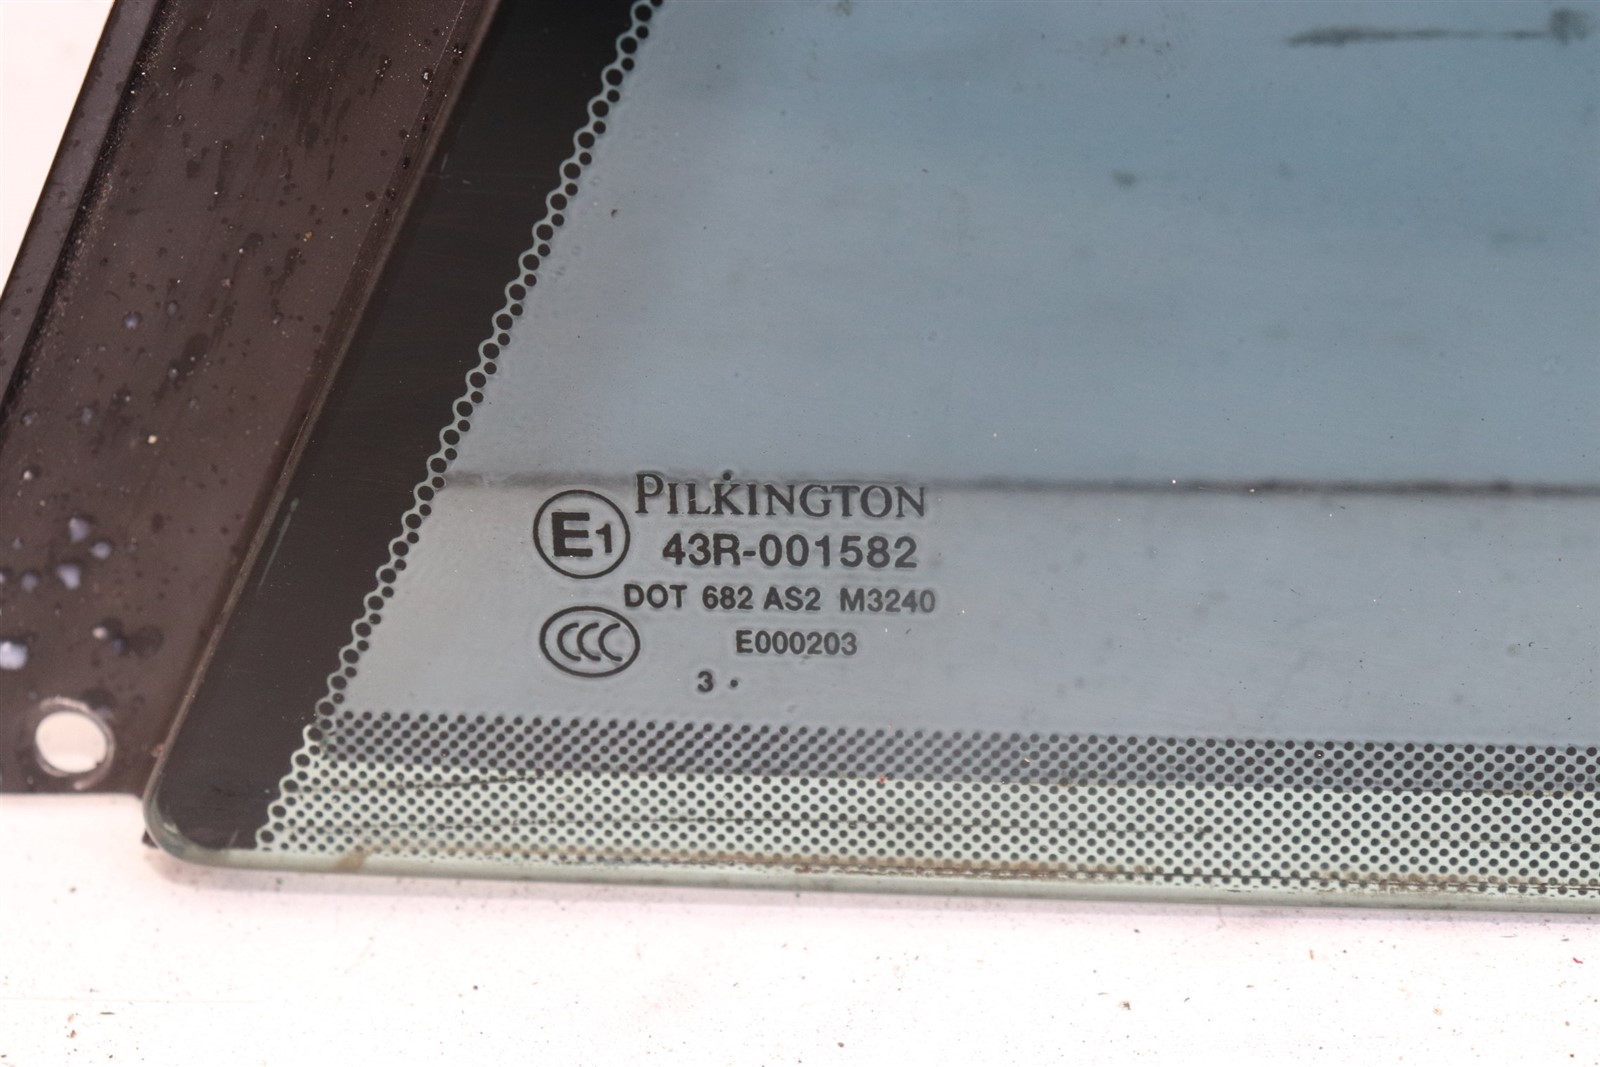 PILKINGTON
E1 43R-001582
DOT 682 AS2 M3240
CCC E000203
3 .